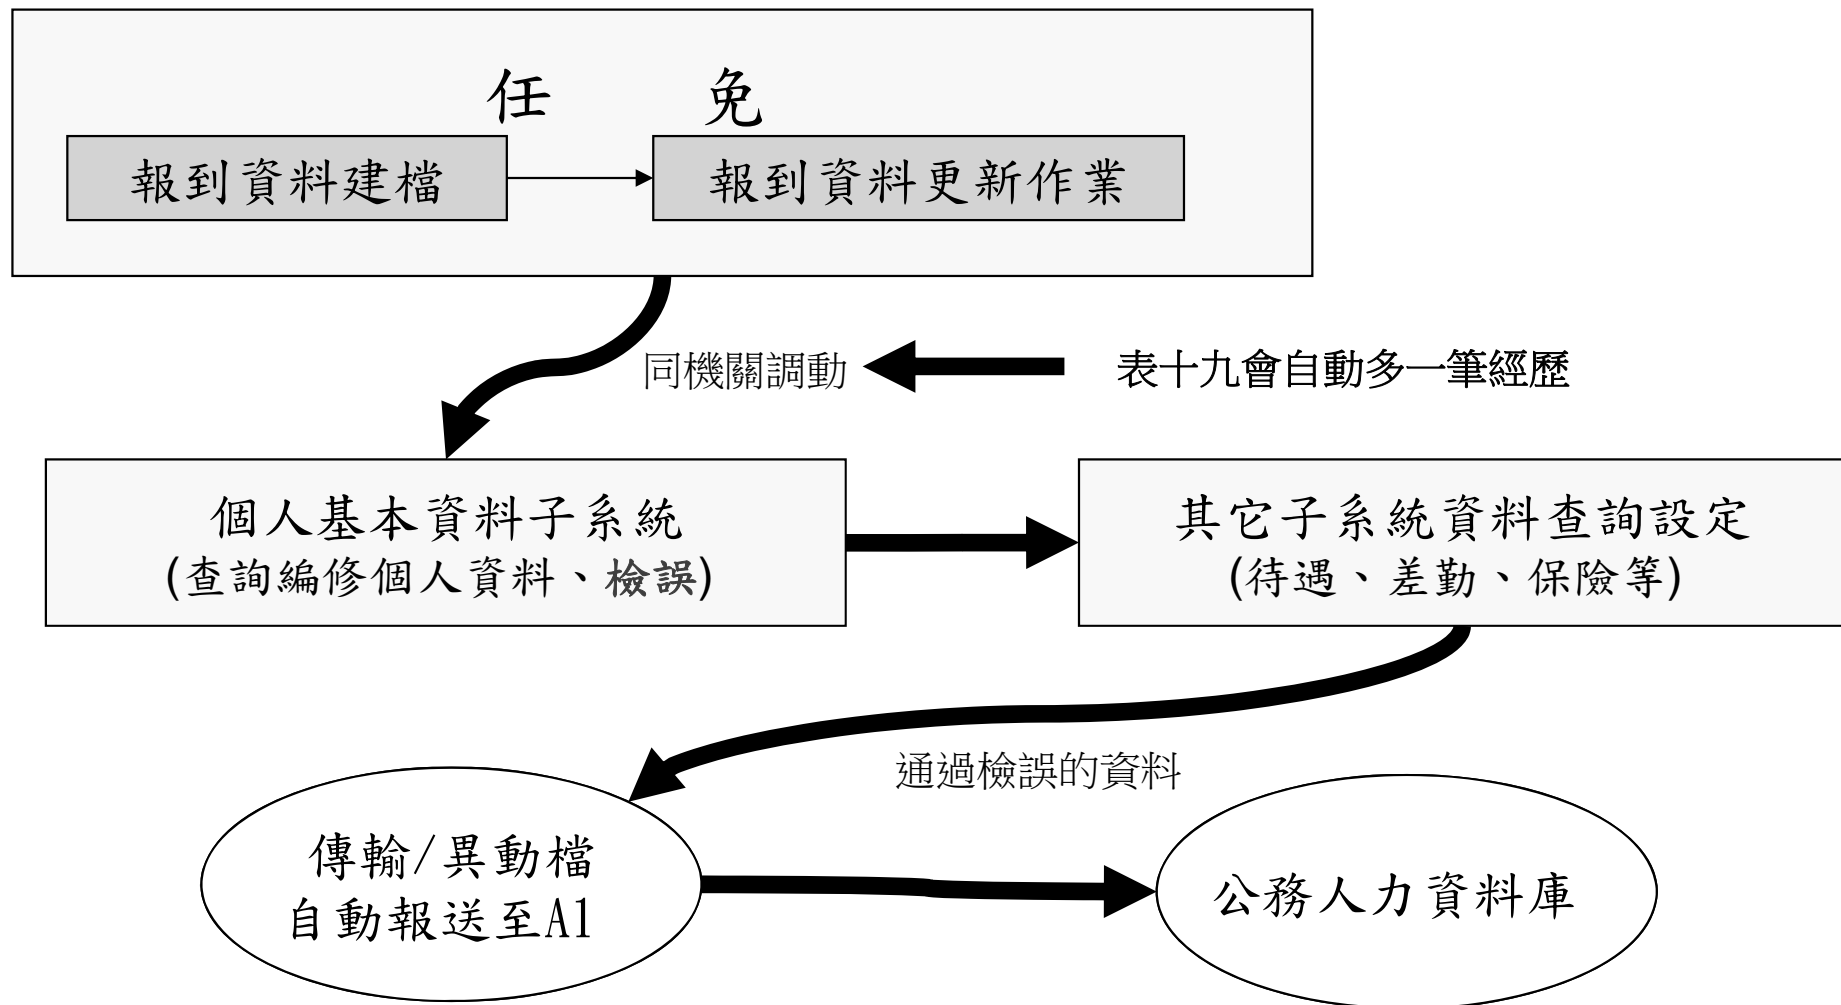 任 免
報到資料建檔
報到資料更新作業
同機關調動
表十九會自動多一筆經歷
個人基本資料子系統
(查詢編修個人資料、檢誤)
其它子系統資料查詢設定
(待遇、差勤、保險等)
通過檢誤的資料
傳輸/異動檔
自動報送至A1
公務人力資料庫